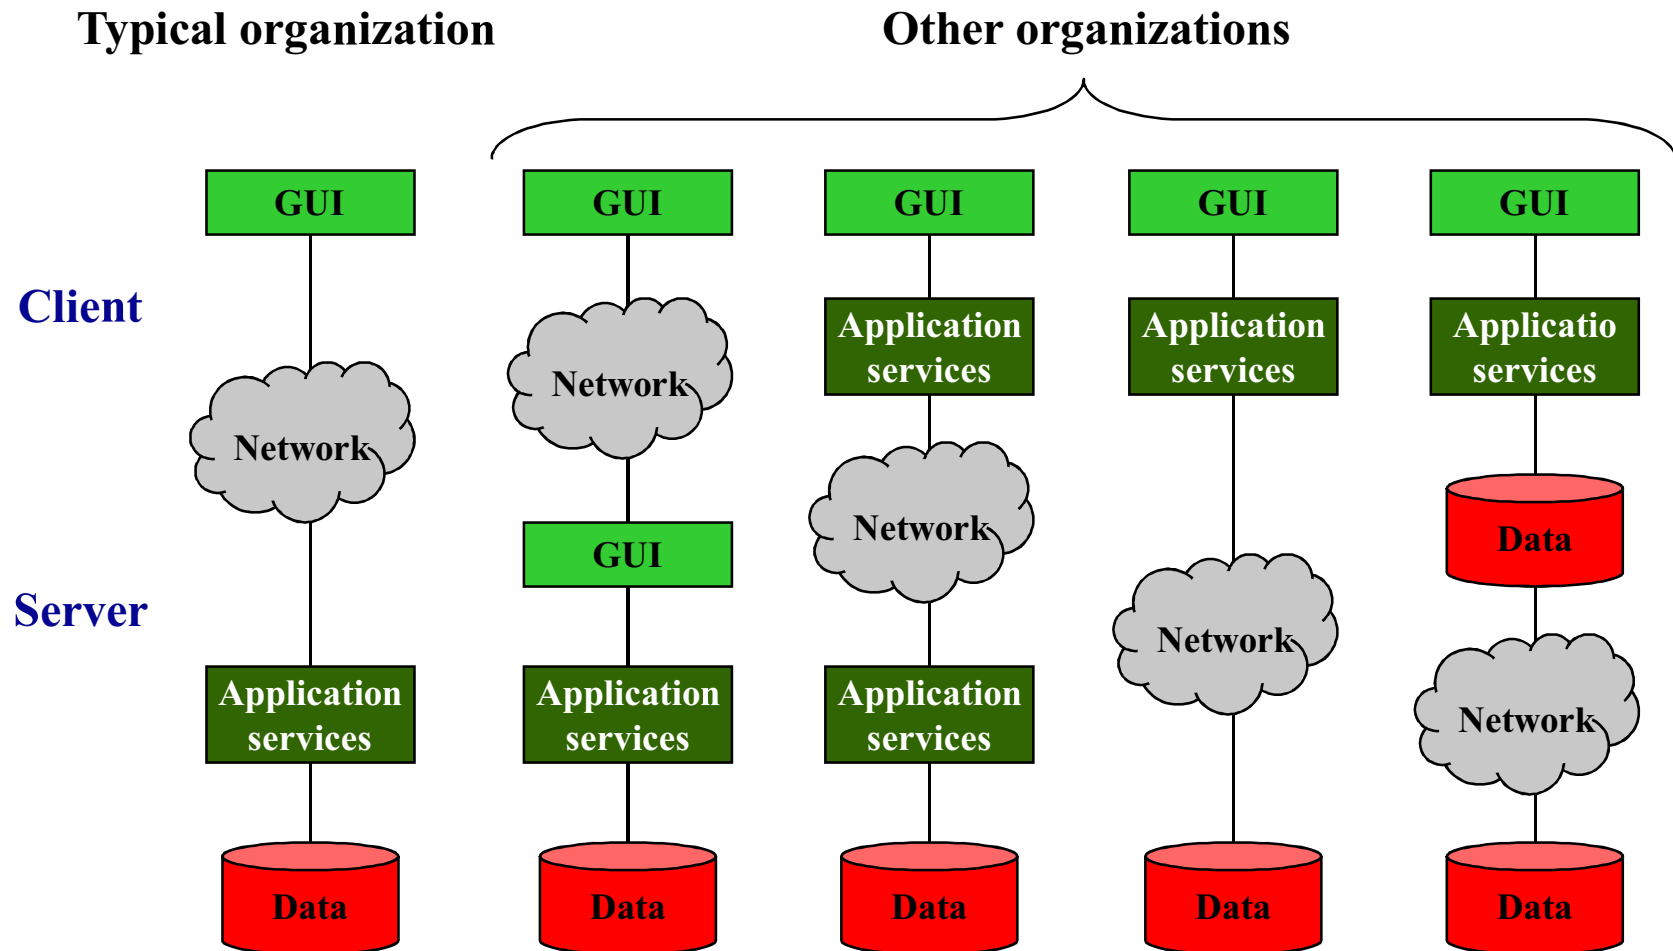 Typical organization
Other organizations
GUI
GUI
GUI
GUI
GUI
Client
Application
services
Application
services
Applicatio
services
Network
Network
Network
Data
GUI
Server
Network
Network
Application
services
Application
services
Application
services
Data
Data
Data
Data
Data